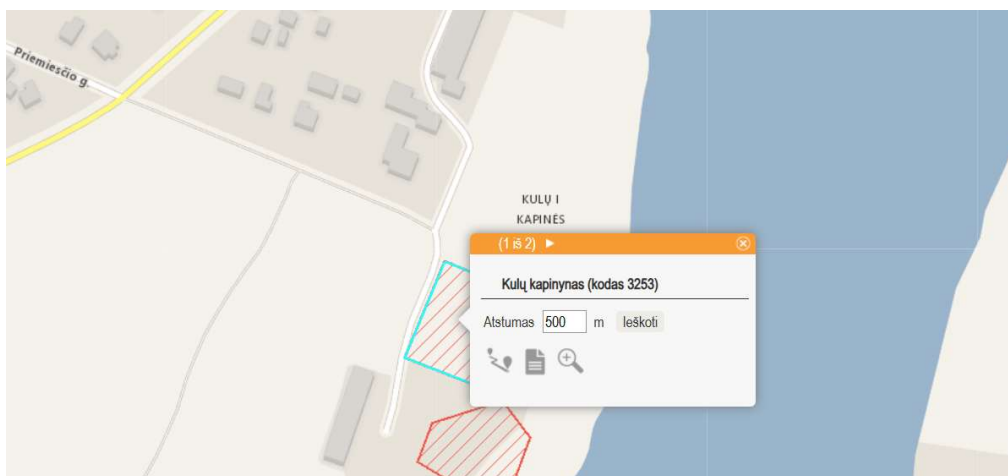 Priemiesčio g.
KULŲ I
KAPINĖS
(1 iš 2)
Kulų kapinynas (kodas 3253)
Atstumas 500 m Ieškoti